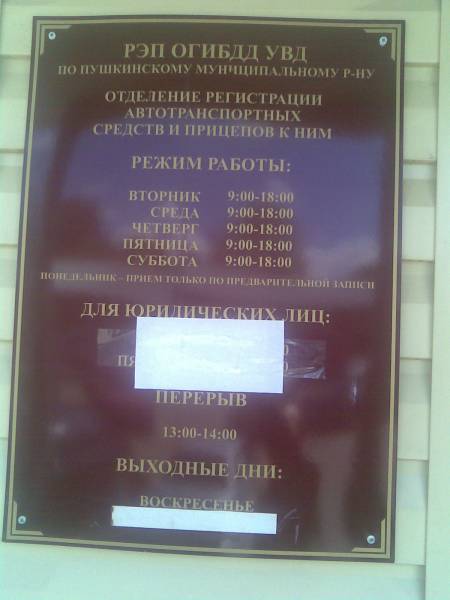 РЭП ОГИБДД УВД
ПО ПУШКИНСКОМУ МУНИЦИПАЛЬНОМУ Р-НУ
ОТДЕЛЕНИЕ РЕГИСТРАЦИИ
АВТОТРАНСПОРТНЫХ
СРЕДСТВ И ПРИЦЕПОВ К НИМ
РЕЖИМ РАБОТЫ:
ВТОРНИК 9:00-18:00
СРЕДА 9:00-18:00
ЧЕТВЕРГ 9:00-18:00
ПЯТНИЦА 9:00-18:00
СУББОТА 9:00-18:00
ПОНЕДЕЛЬНИК – ПРИЕМ ТОЛЬКО ПО ПРЕДВАРИТЕЛЬНОЙ ЗАПИСИ
ДЛЯ ЮРИДИЧЕСКИХ ЛИЦ:
ПЕРЕРЫВ
13:00-14:00
ВЫХОДНЫЕ ДНИ:
ВОСКРЕСЕНЬЕ